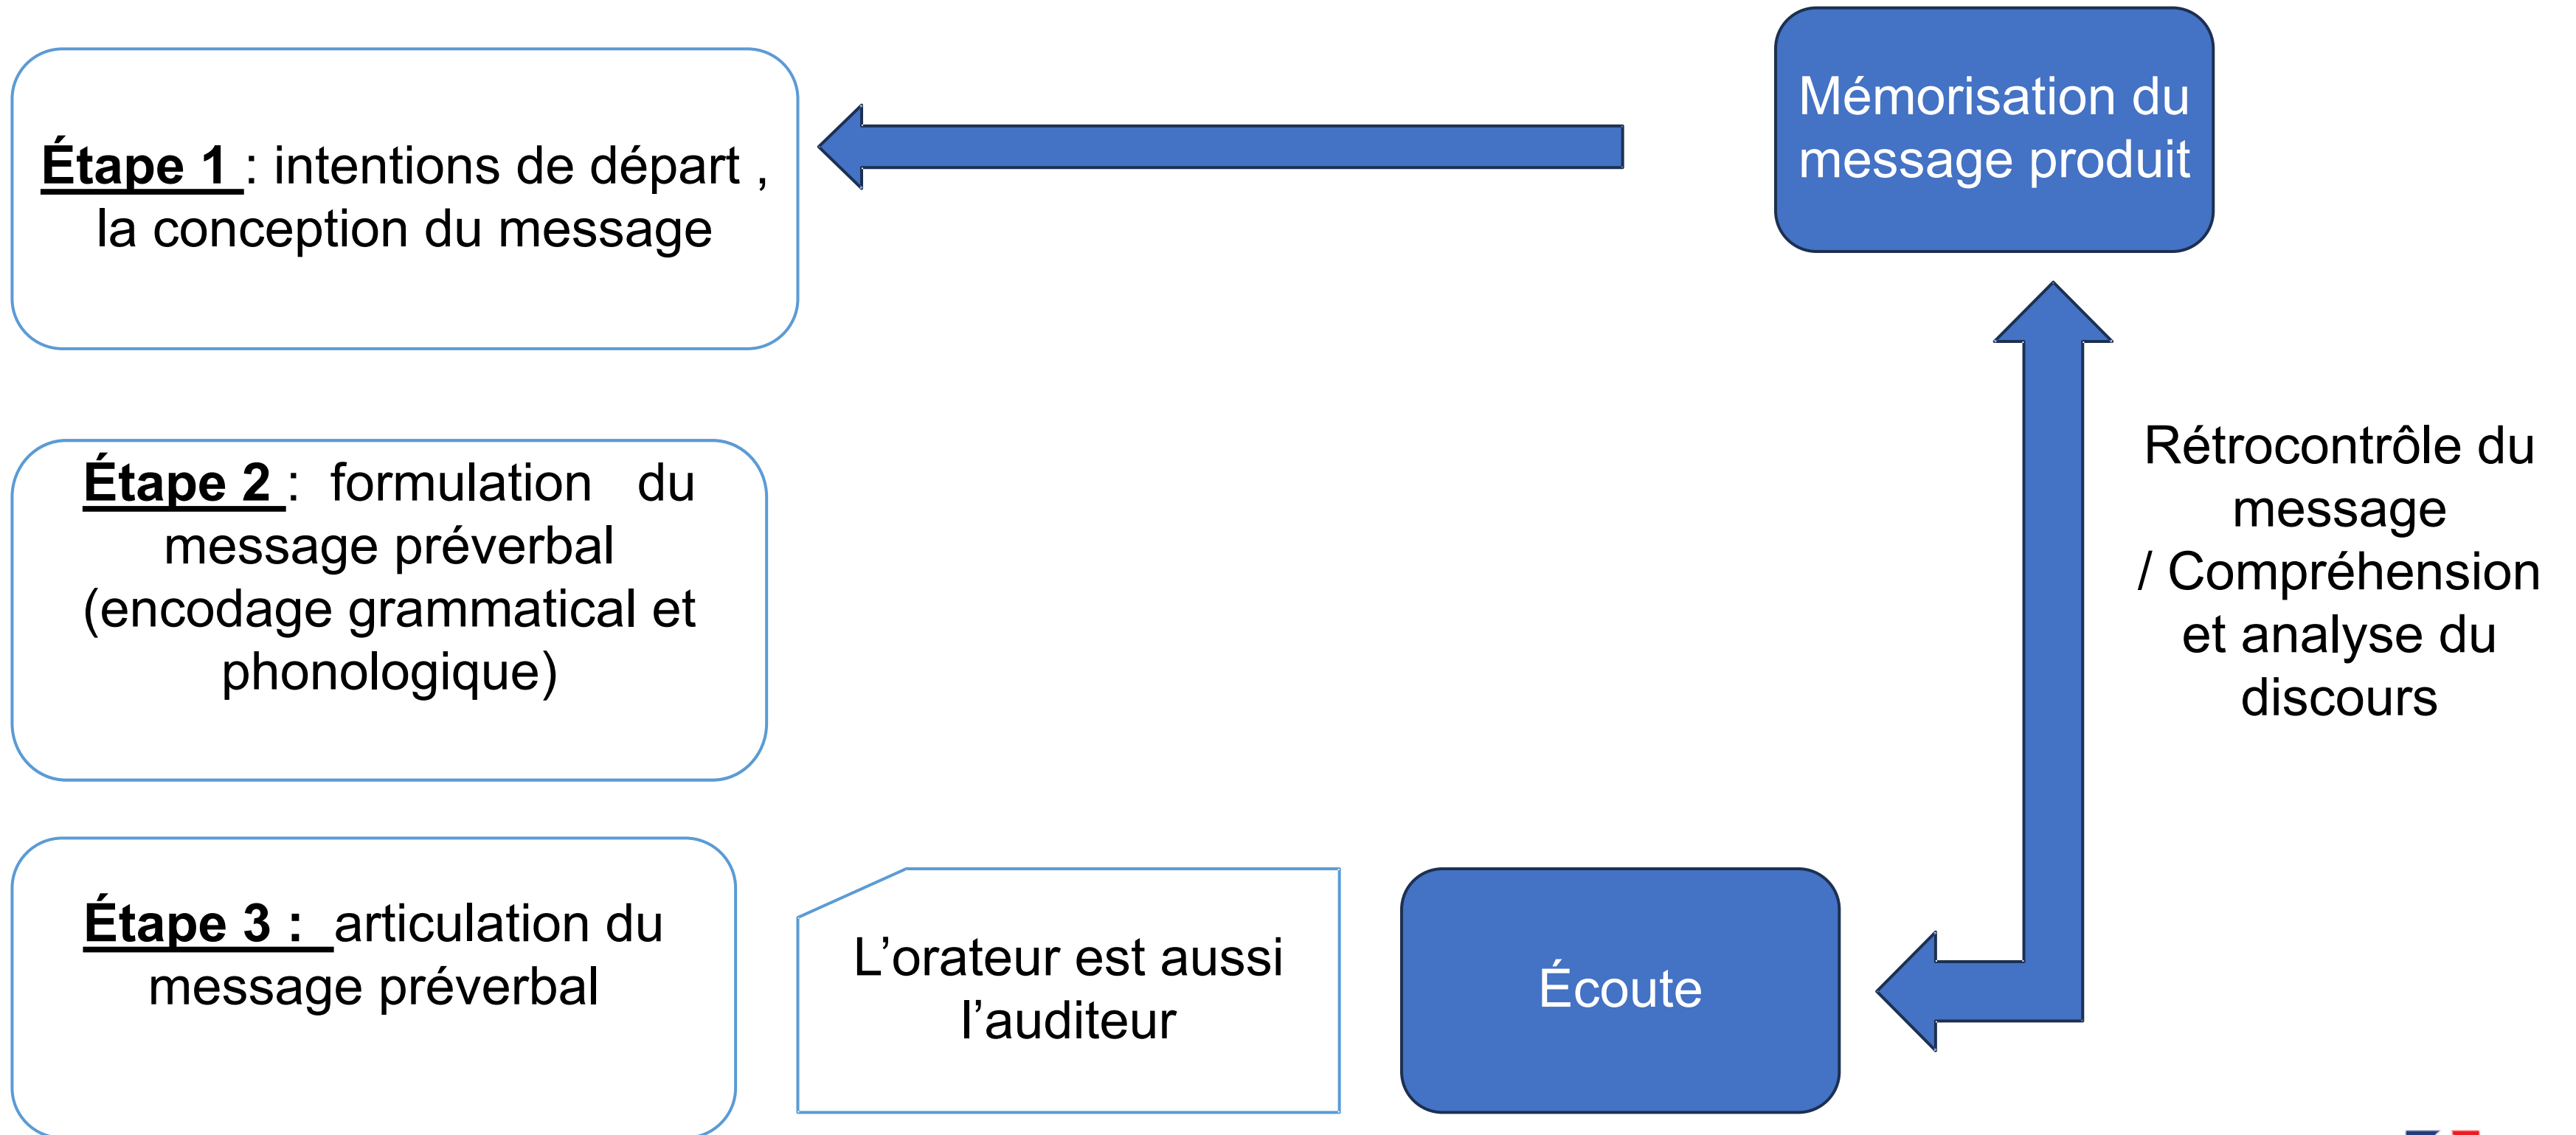 Étape 1 : intentions de départ ,
la conception du message
Mémorisation du
message produit
Étape 2 : formulation du
message préverbal
(encodage grammatical et
phonologique)
Rétrocontrôle du
message
/ Compréhension
et analyse du
discours
Étape 3 : articulation du
message préverbal
L’orateur est aussi
l’auditeur
Écoute